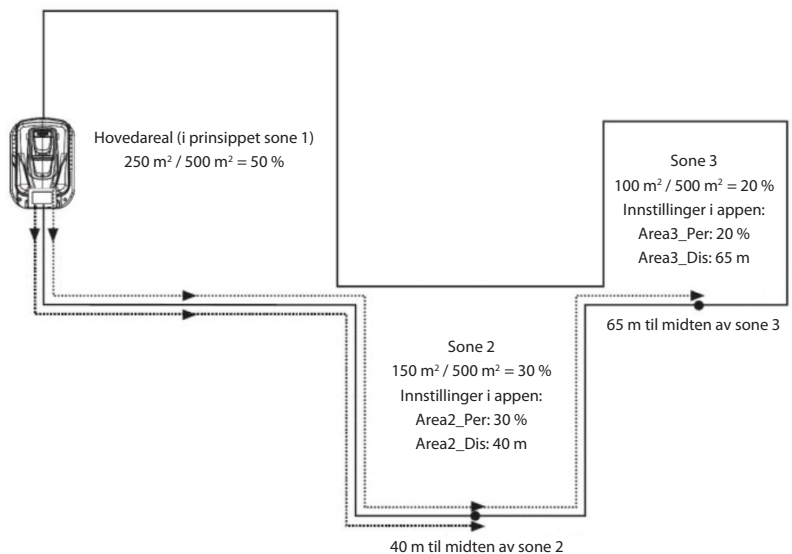 Hovedareal (i prinsippet sone 1)
250 m² / 500 m² = 50 %
Sone 3
100 m² / 500 m² = 20 %
Innstillinger i appen:
Area3_Per: 20 %
Area3_Dis: 65 m
65 m til midten av sone 3
Sone 2
150 m² / 500 m² = 30 %
Innstillinger i appen:
Area2_Per: 30 %
Area2_Dis: 40 m
40 m til midten av sone 2